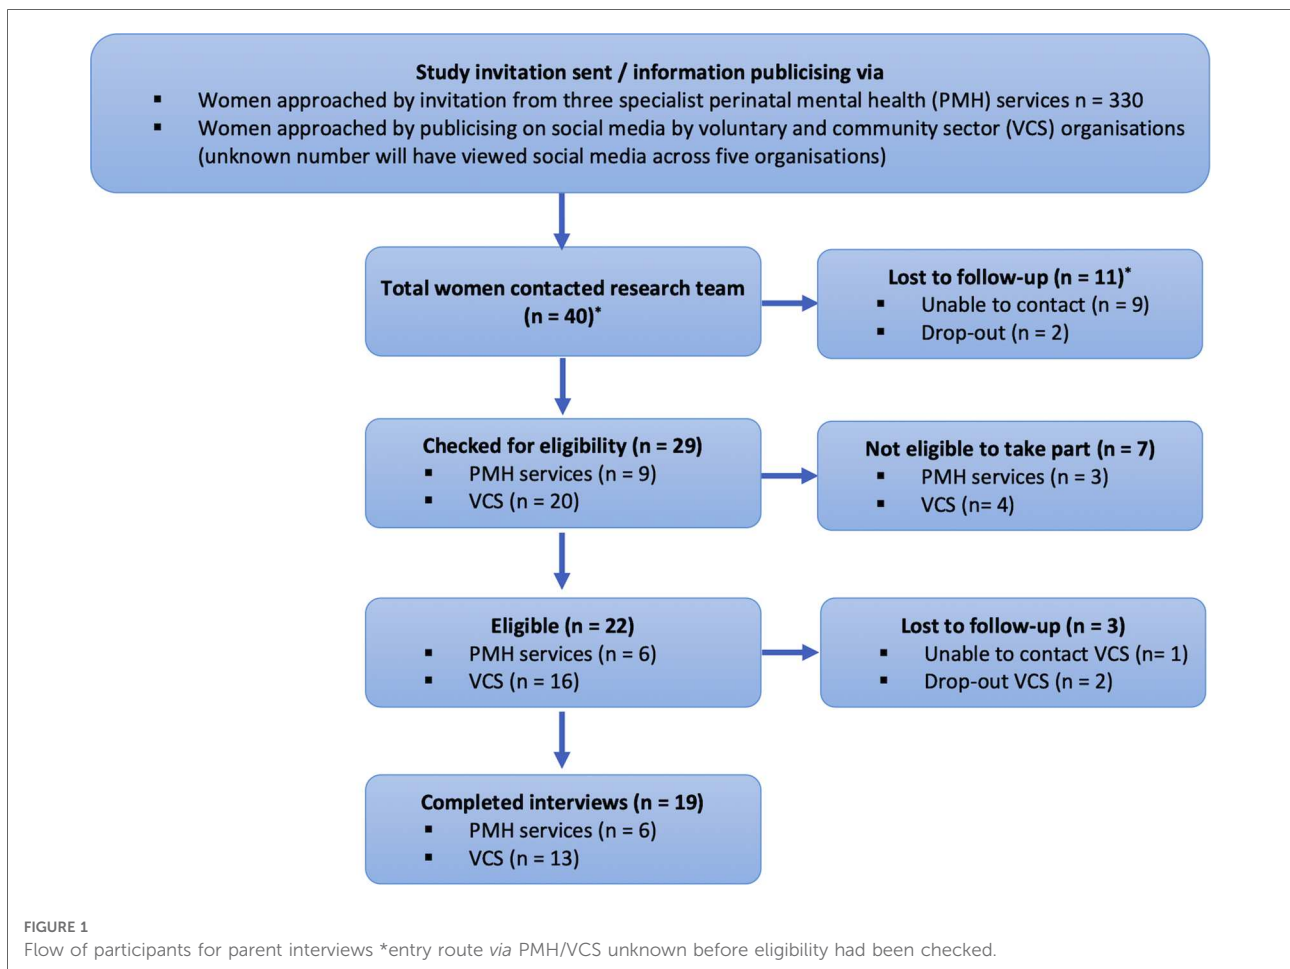 Study invitation sent / information publicising via
▪ Women approached by invitation from three specialist perinatal mental health (PMH) services n = 330
▪ Women approached by publicising on social media by voluntary and community sector (VCS) organisations
(unknown number will have viewed social media across five organisations)
Total women contacted research team
(n = 40)*
Lost to follow-up (n = 11)*
▪ Unable to contact (n = 9)
▪ Drop-out (n = 2)
Checked for eligibility (n = 29)
▪ PMH services (n = 9)
▪ VCS (n = 20)
Not eligible to take part (n = 7)
▪ PMH services (n = 3)
▪ VCS (n= 4)
Eligible (n = 22)
▪ PMH services (n = 6)
▪ VCS (n = 16)
Lost to follow-up (n = 3)
▪ Unable to contact VCS (n= 1)
▪ Drop-out VCS (n = 2)
Completed interviews (n = 19)
▪ PMH services (n = 6)
▪ VCS (n = 13)
FIGURE 1
Flow of participants for parent interviews *entry route via PMH/VCS unknown before eligibility had been checked.